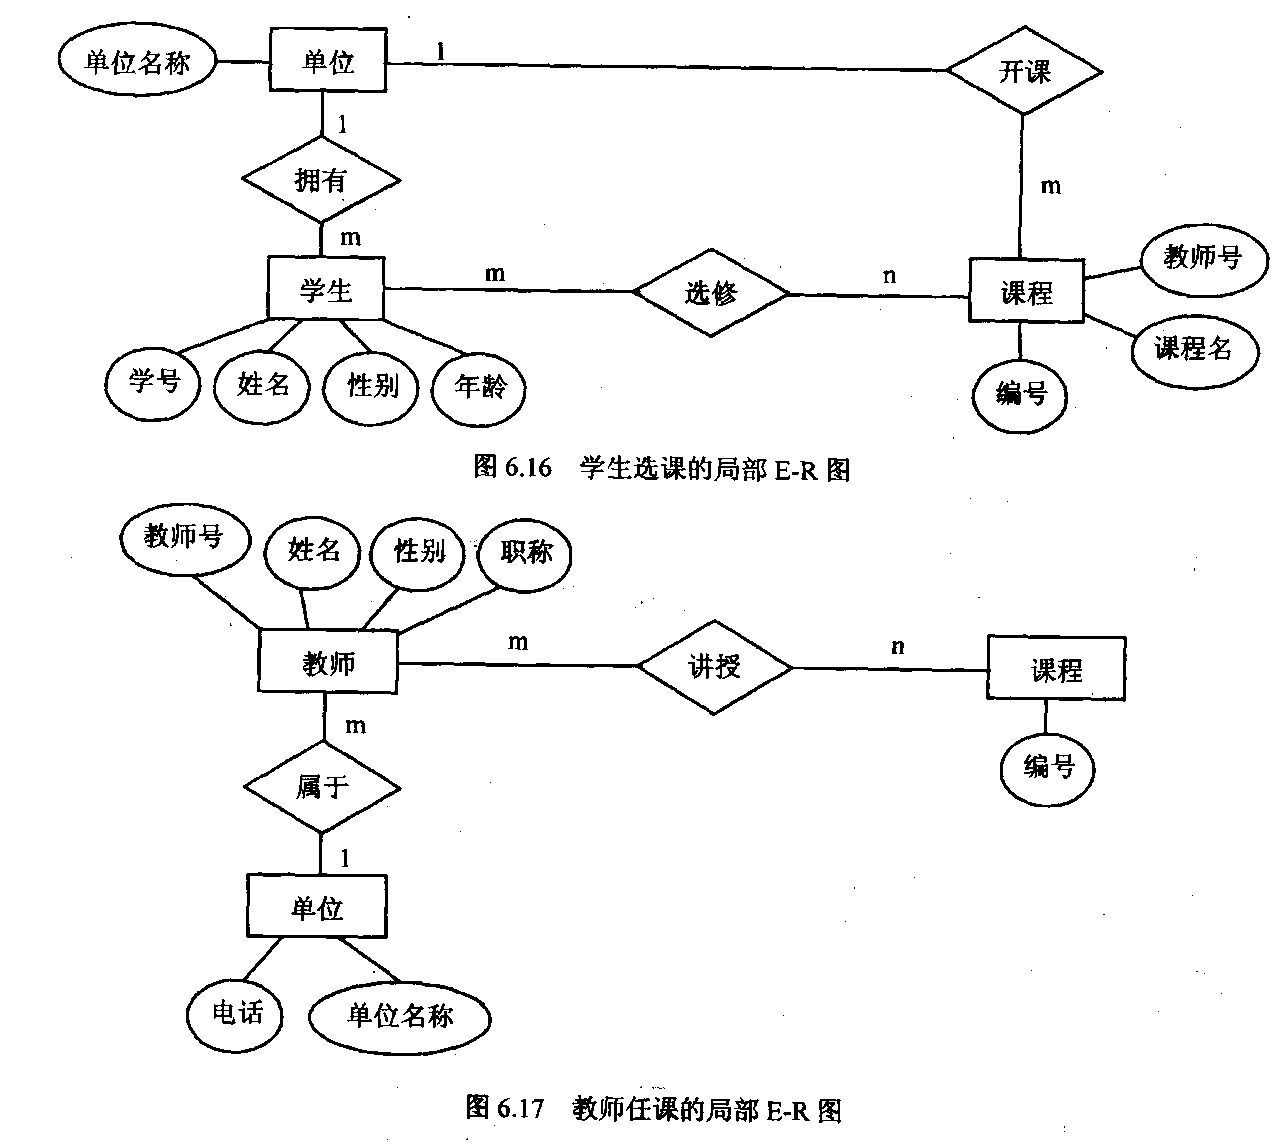 单位名称 单位 1 开课
1
拥有 m
m 教师号
学生 m 选修 n 课程
课程名
学号 姓名 性别 年龄 编号
图 6.16 学生选课的局部 E-R 图
教师号 姓名 性别 职称
教师 m 讲授 n 课程
m
编号
属于
1
单位
电话 单位名称
图 6.17 教师任课的局部 E-R 图